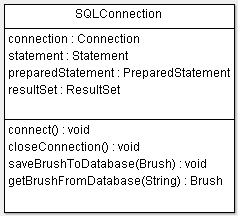 SQLConnection
connection : Connection
statement : Statement
preparedStatement : PreparedStatement
resultSet : ResultSet
connect() : void
closeConnection() : void
saveBrushToDatabase(Brush) : void
getBrushFromDatabase(String) : Brush